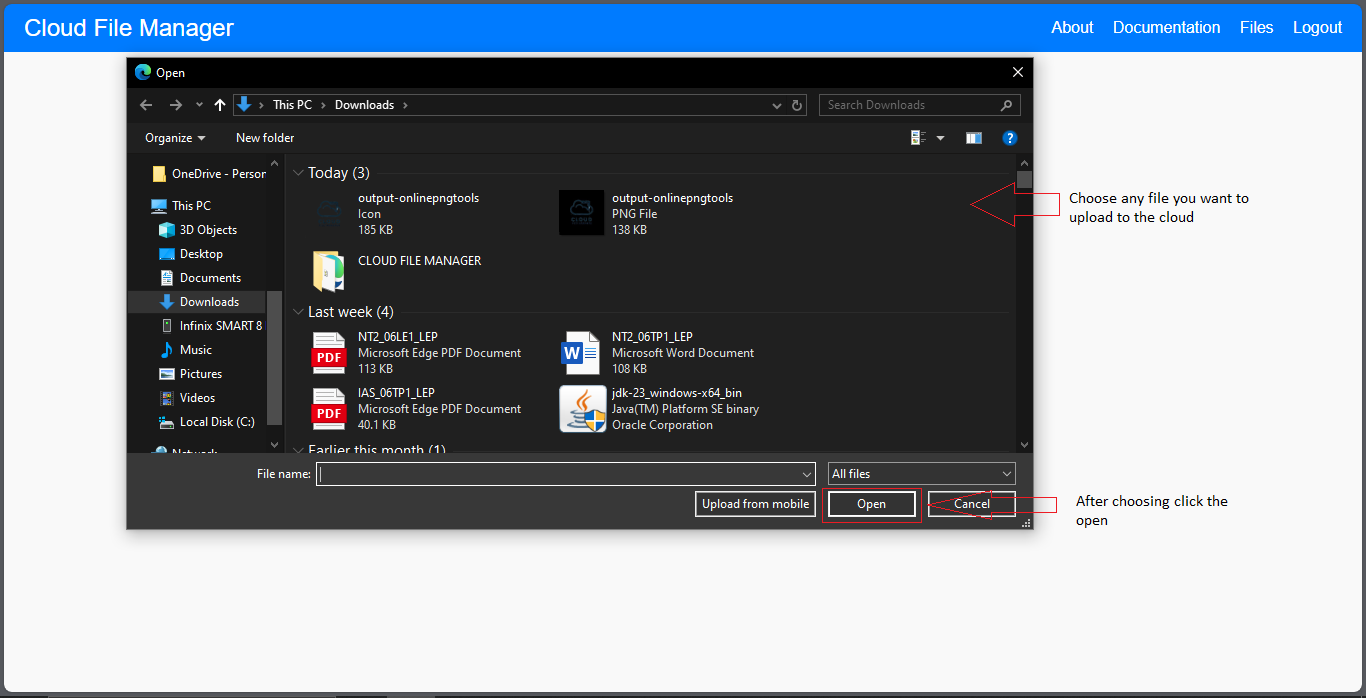 Cloud File Manager
About Documentation Files Logout
Open
This PC > Downloads >
Search Downloads
Organize
New folder
OneDrive - Person
This PC
3D Objects
Desktop
Documents
Downloads
Infinix SMART 8
Music
Pictures
Videos
Local Disk (C:)
Network
Today (3)
output-onlinepngtools
Icon
185 KB
output-onlinepngtools
PNG File
138 KB
CLOUD FILE MANAGER
Last week (4)
NT2_06LE1_LEP
Microsoft Edge PDF Document
113 KB
NT2_06TP1_LEP
Microsoft Word Document
108 KB
IAS_06TP1_LEP
Microsoft Edge PDF Document
40.1 KB
jdk-23_windows-x64_bin
Java(TM) Platform SE binary
Oracle Corporation
Earlier this month (1)
File name:
All files
Upload from mobile
Open
Cancel
Choose any file you want to
upload to the cloud
After choosing click the
open